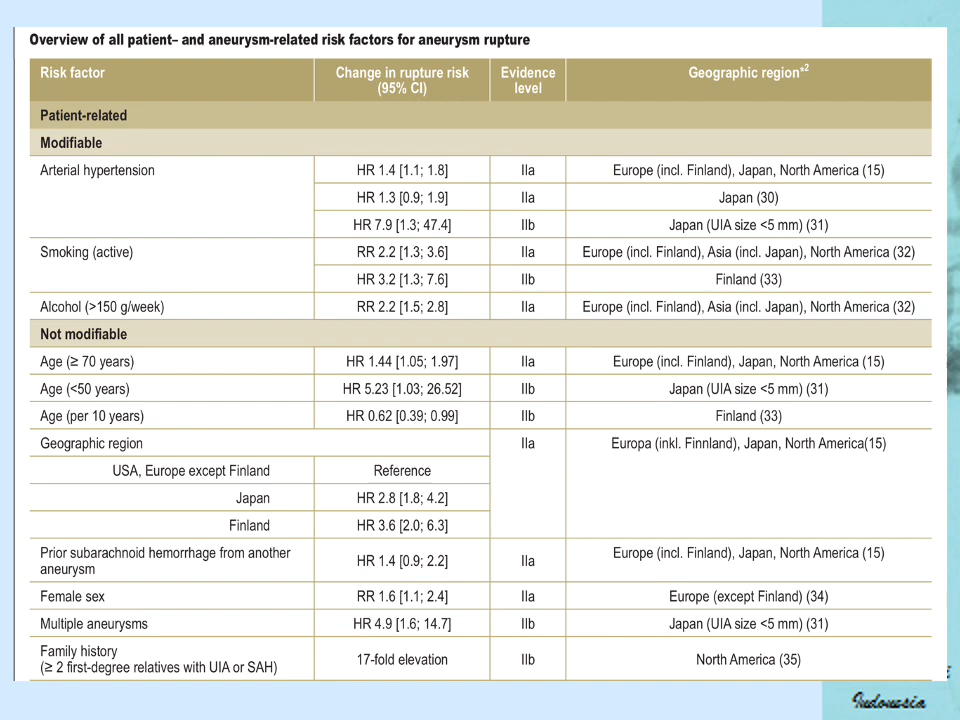 Overview of all patient– and aneurysm-related risk factors for aneurysm rupture
Risk factor Change in rupture risk (95% CI) Evidence level Geographic region*2
Patient-related
Modifiable
Arterial hypertension HR 1.4 [1.1; 1.8] IIa Europe (incl. Finland), Japan, North America (15)
HR 1.3 [0.9; 1.9] IIa Japan (30)
HR 7.9 [1.3; 47.4] IIb Japan (UIA size <5 mm) (31)
Smoking (active) RR 2.2 [1.3; 3.6] IIa Europe (incl. Finland), Asia (incl. Japan), North America (32)
HR 3.2 [1.3; 7.6] IIb Finland (33)
Alcohol (>150 g/week) RR 2.2 [1.5; 2.8] IIa Europe (incl. Finland), Asia (incl. Japan), North America (32)
Not modifiable
Age (≥ 70 years) HR 1.44 [1.05; 1.97] IIa Europe (incl. Finland), Japan, North America (15)
Age (<50 years) HR 5.23 [1.03; 26.52] IIb Japan (UIA size <5 mm) (31)
Age (per 10 years) HR 0.62 [0.39; 0.99] IIb Finland (33)
Geographic region IIa Europa (inkl. Finnland), Japan, North America(15)
USA, Europe except Finland Reference
Japan HR 2.8 [1.8; 4.2]
Finland HR 3.6 [2.0; 6.3]
Prior subarachnoid hemorrhage from another aneurysm HR 1.4 [0.9; 2.2] IIa Europe (incl. Finland), Japan, North America (15)
Female sex RR 1.6 [1.1; 2.4] IIa Europe (except Finland) (34)
Multiple aneurysms HR 4.9 [1.6; 14.7] IIb Japan (UIA size <5 mm) (31)
Family history
(≥ 2 first-degree relatives with UIA or SAH) 17-fold elevation IIb North America (35)
Indonesia